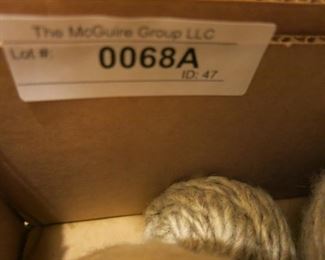 The McGuire Group LLC
Lot #:
0068A
ID: 47